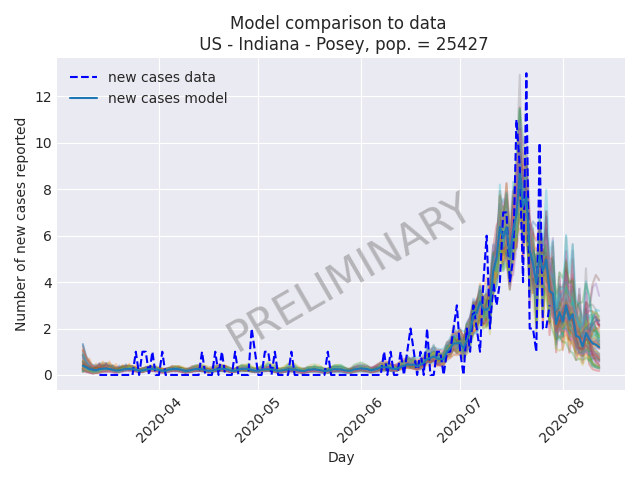 Model comparison to data
US - Indiana - Posey, pop. = 25427
new cases data
new cases model
Number of new cases reported
12
10
8
6
4
2
0
PRELIMINARY
2020-04
2020-05
2020-06
2020-07
2020-08
Day